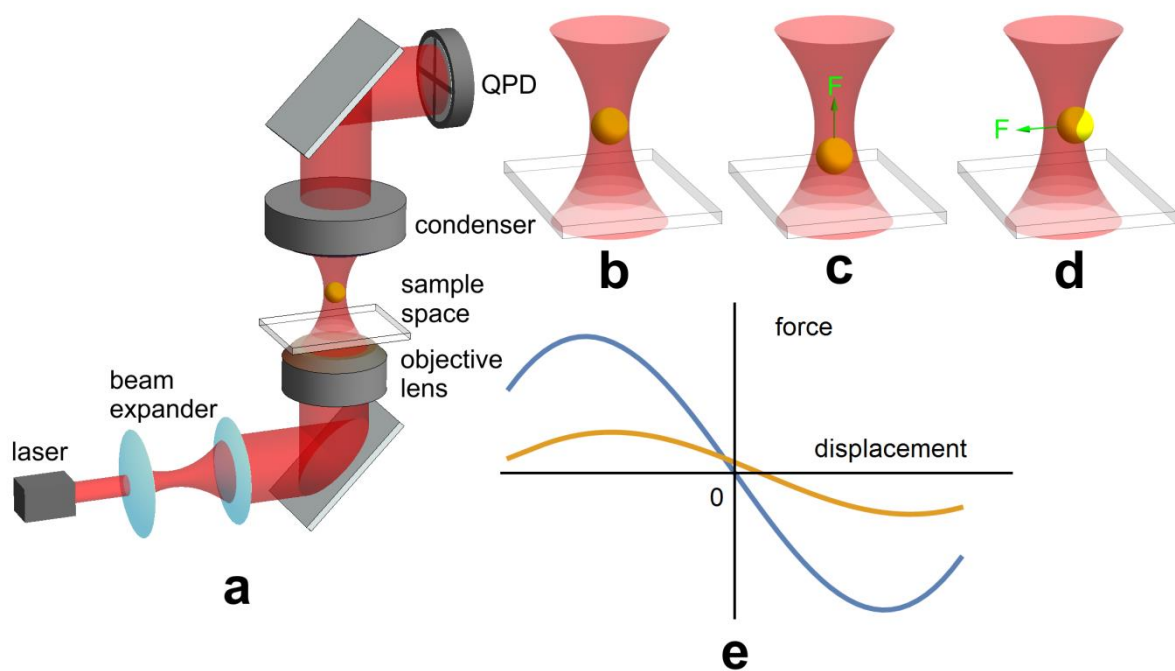 QPD
condenser
sample
space
objective
lens
beam
expander
laser
a
b
F
c
F
d
force
displacement
0
e